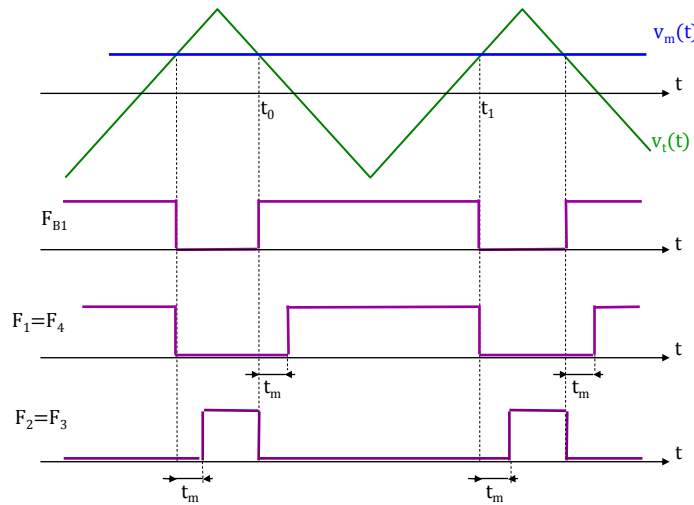 v_m(t)
t
t_0
t_1
v_t(t)
F_B1
t
F_1=F_4
t
t_m
t_m
F_2=F_3
t
t_m
t_m